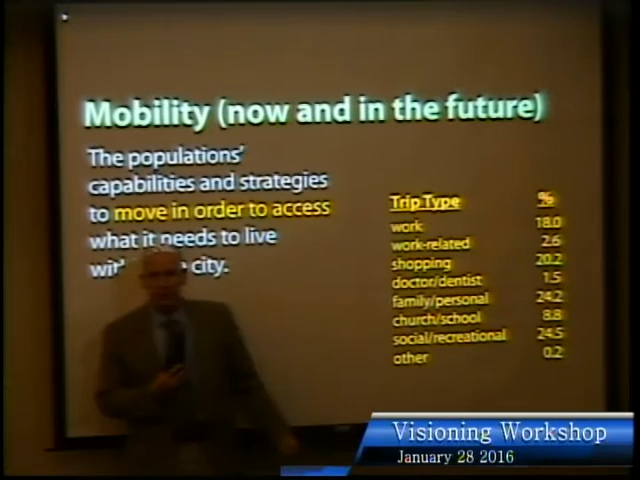 Mobility (now and in the future)
The populations'
capabilities and strategies
to move in order to access
what it needs to live
city.
Trip Type %
work 18.0
work-related 2.6
shopping 20.2
doctor/dentist 1.5
family/personal 24.2
church/school 8.8
social/recreational 24.5
other 0.2
Visioning Workshop
January 28 2016